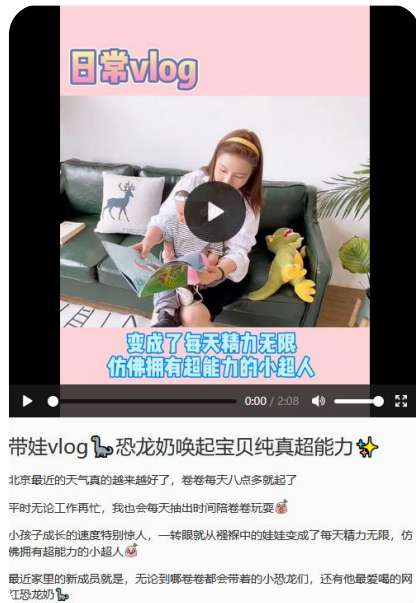 日常vlog
变成了每天精力无限
仿佛拥有超能力的小超人
0:00 / 2:08
带娃vlog🦕恐龙奶唤起宝贝纯真超能力✨
北京最近的天气真的越来越好了，卷卷每天八点多就起了
平时无论工作再忙，我也会每天抽出时间陪卷卷玩耍
小孩子成长的速度特别惊人，一转眼就从襁褓中的娃娃变成了每天精力无限，仿
佛拥有超能力的小超人
最近家里的新成员就是，无论到哪卷卷都会带着的小恐龙们，还有他最爱喝的网
红恐龙奶🦕